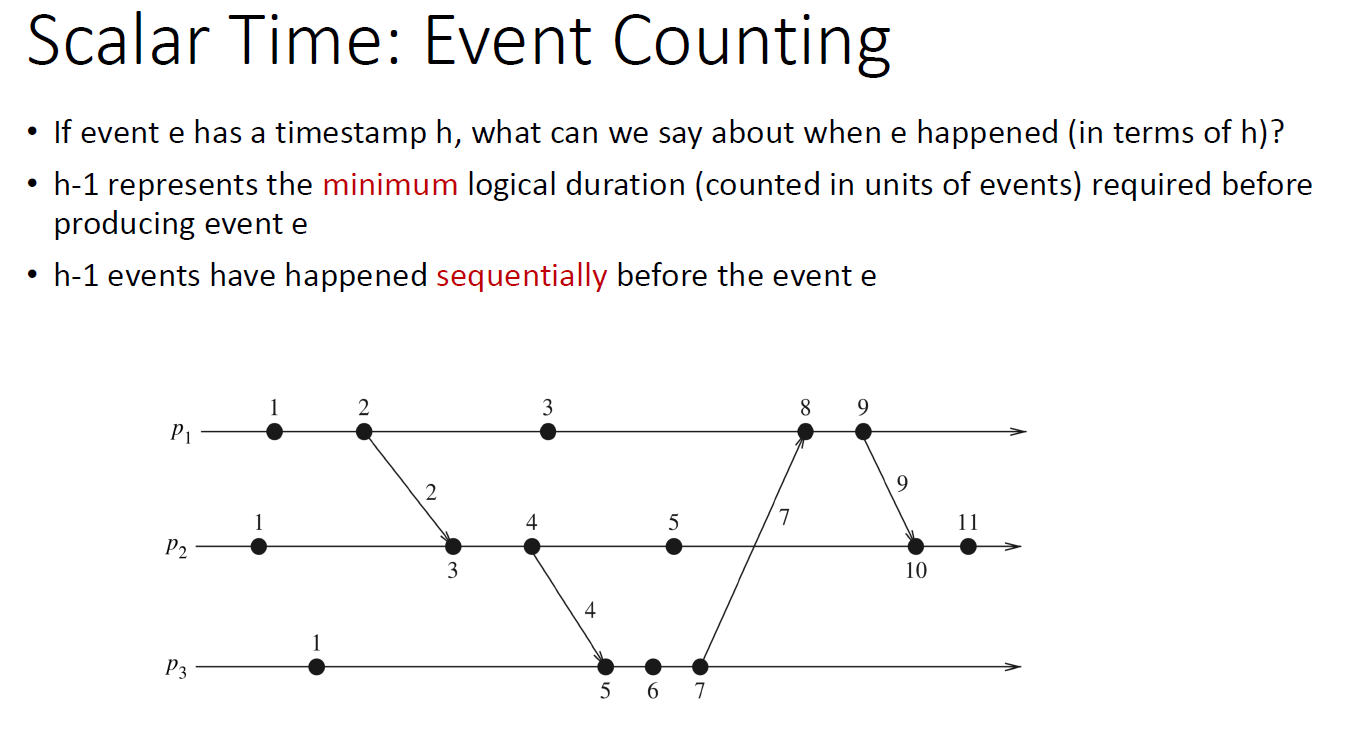 Scalar Time: Event Counting
• If event e has a timestamp h, what can we say about when e happened (in terms of h)?
• h-1 represents the minimum logical duration (counted in units of events) required before
producing event e
• h-1 events have happened sequentially before the event e
1 2 3 8 9
p1
2 9
1 4 5 7 11
p2
3 10
4
1
p3
5 6 7